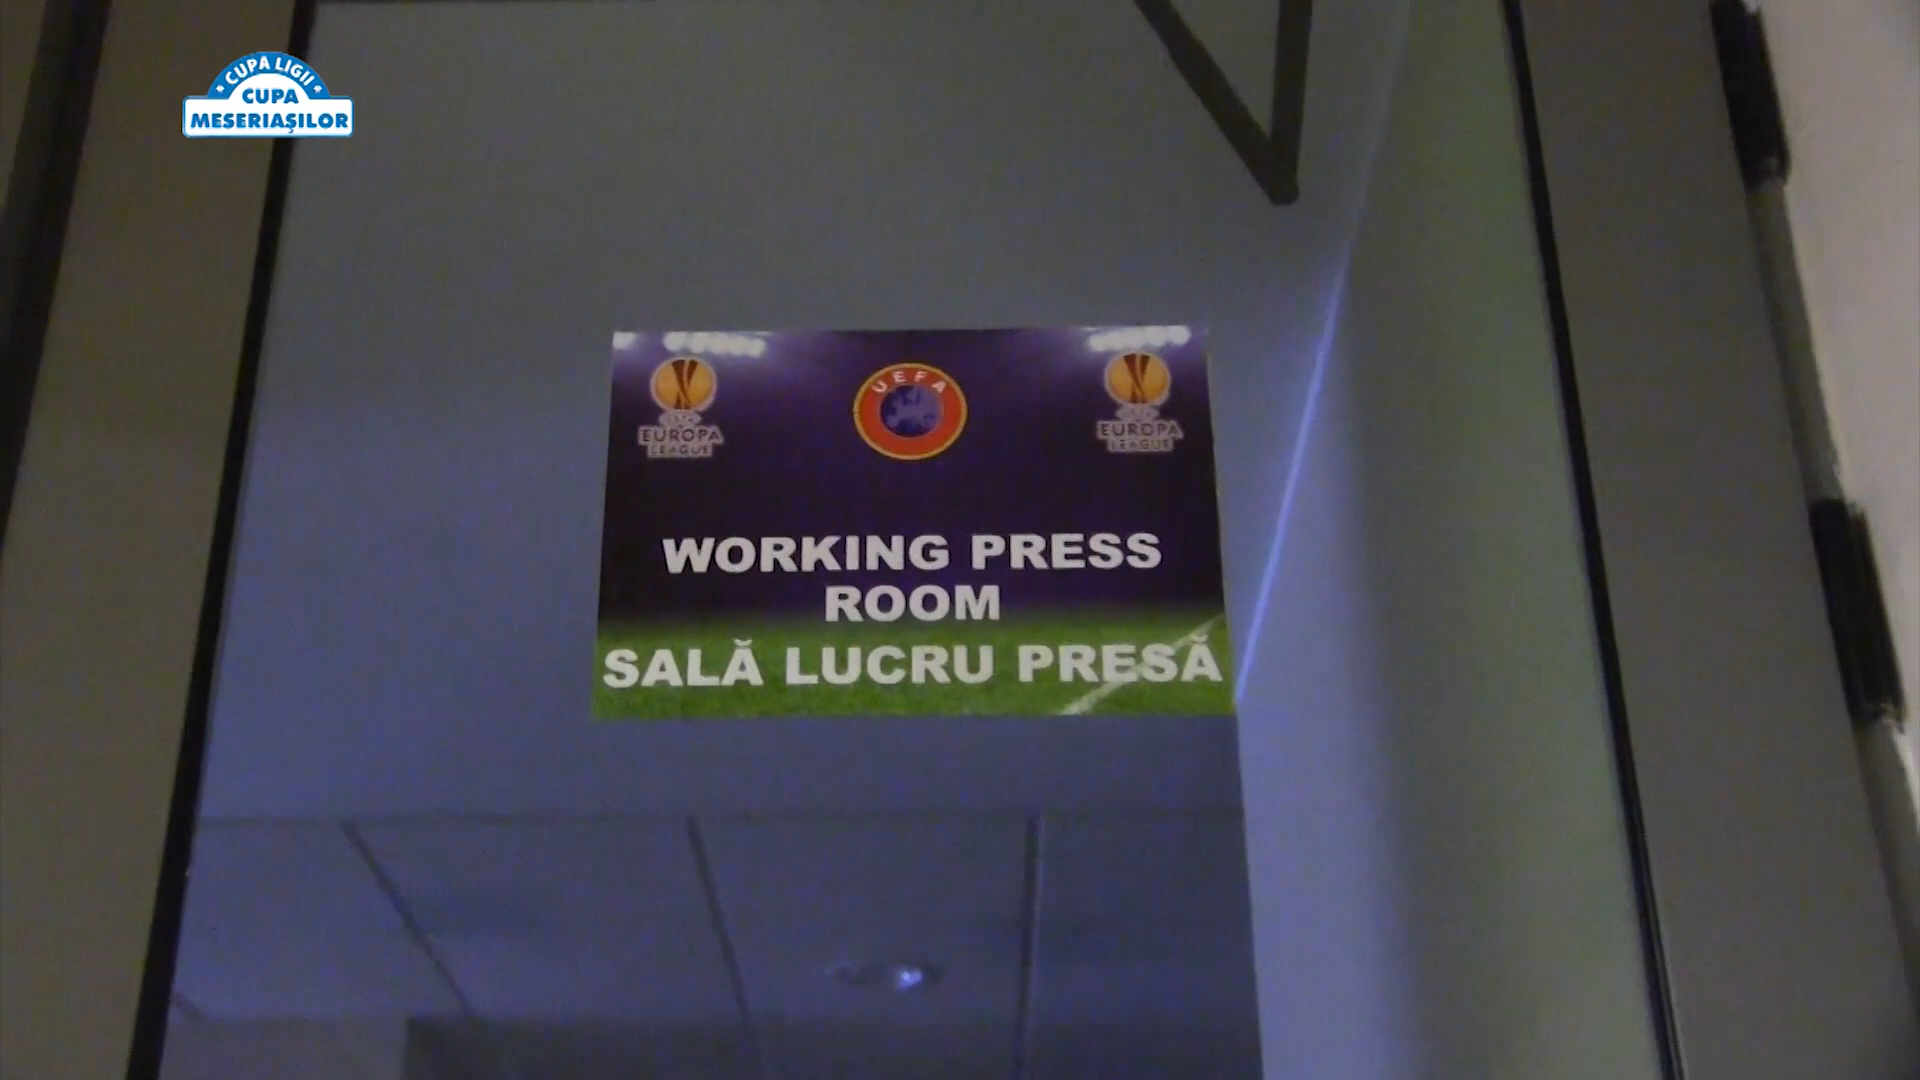 CUPA LIGII
CUPA
MESERIAȘILOR
UEFA
EUROPA
LEAGUE
EUROPA
LEAGUE
WORKING PRESS
ROOM
SALĂ LUCRU PRESĂ